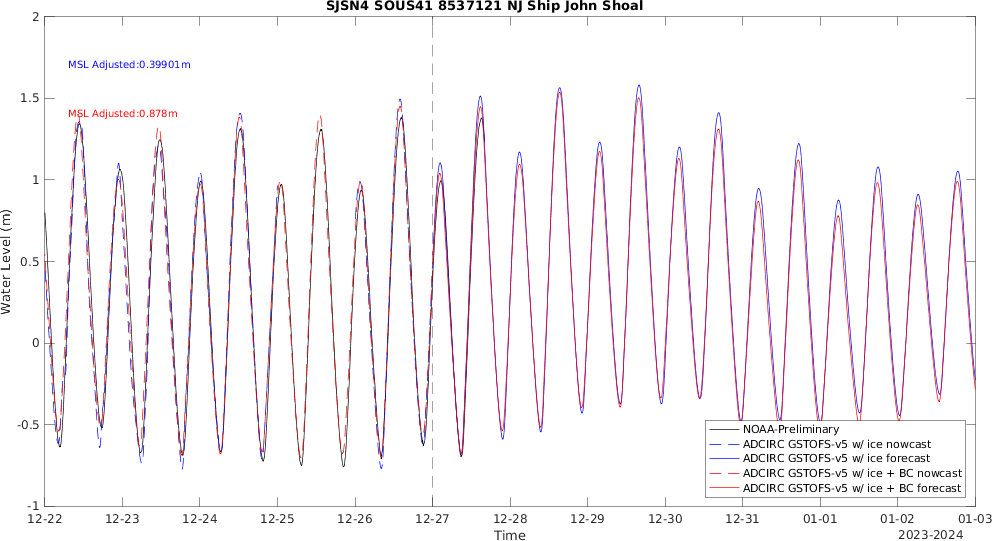 SJSN4 SOUS41 8537121 NJ Ship John Shoal
2
MSL Adjusted:0.39901m
1.5
MSL Adjusted:0.878m
1
0.5
0
-0.5
-1
Water Level (m)
NOAA-Preliminary
ADCIRC GSTOFS-v5 w/ ice nowcast
ADCIRC GSTOFS-v5 w/ ice forecast
ADCIRC GSTOFS-v5 w/ ice + BC nowcast
ADCIRC GSTOFS-v5 w/ ice + BC forecast
12-22 12-23 12-24 12-25 12-26 12-27 12-28 12-29 12-30 12-31 01-01 01-02 01-03
Time
2023-2024